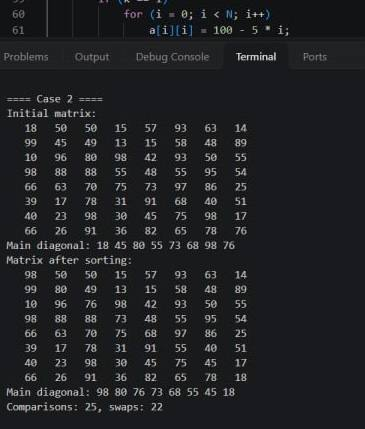 60 for (i = 0; i < N; i++)
61 a[i][i] = 100 - 5 * i;
Problems Output Debug Console Terminal Ports
==== Case 2 ====
Initial matrix:
18 50 50 15 57 93 63 14
99 45 49 13 15 58 48 89
10 96 80 98 42 93 50 55
98 88 88 55 48 55 95 54
66 63 70 75 73 97 86 25
39 17 78 31 91 68 40 51
40 23 98 30 45 75 98 17
66 26 91 36 82 65 78 76
Main diagonal: 18 45 80 55 73 68 98 76
Matrix after sorting:
98 50 50 15 57 93 63 14
99 80 49 13 15 58 48 89
10 96 76 98 42 93 50 55
98 88 88 73 48 55 95 54
66 63 70 75 68 97 86 25
39 17 78 31 91 55 40 51
40 23 98 30 45 75 45 17
66 26 91 36 82 65 78 18
Main diagonal: 98 80 76 73 68 55 45 18
Comparisons: 25, swaps: 22